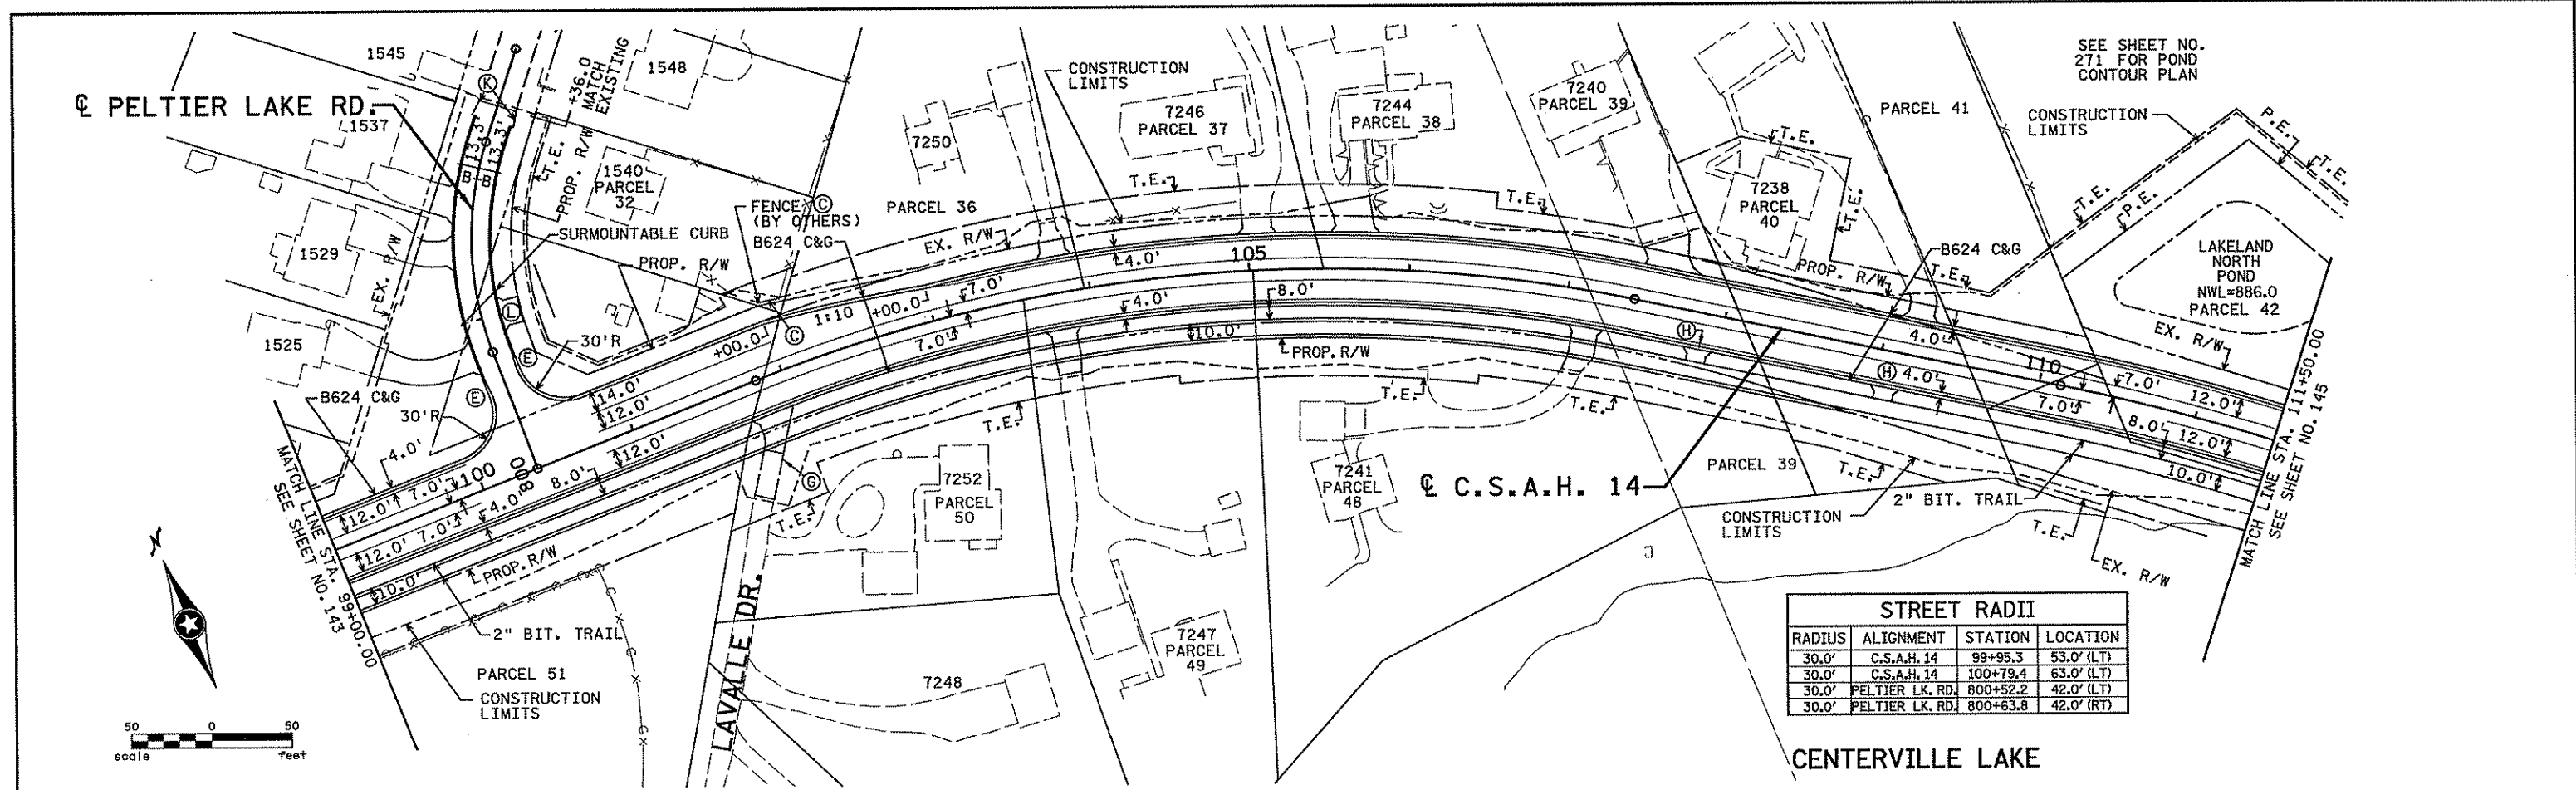 ℄ PELTIER LAKE RD.
1545
1537
1529
1525
1548
+36.0
MATCH
EXISTING
K
13.3'
13.3'
B-B
T.E.
PROP. R/W
1540
PARCEL
32
EX. R/W
SURMOUNTABLE CURB
FENCE C
(BY OTHERS)
B624 C&G
PROP. R/W
L
E
30'R
+00.0
1:10
+00.0
C
14.0'
12.0'
7.0'
7.0'
B624 C&G
30'R
E
4.0'
7.0'
12.0'
100
800
12.0'
7.0'
4.0'
8.0'
12.0'
10.0'
PROP. R/W
2" BIT. TRAIL
MATCH LINE STA. 99+00.00
SEE SHEET NO. 143
PARCEL 51
CONSTRUCTION
LIMITS
N
50 0 50
scale feet
LAVALLE DR.
G
T.E.
7252
PARCEL
50
7248
7247
PARCEL
49
T.E.
7250
PARCEL 36
EX. R/W
CONSTRUCTION
LIMITS
7246
PARCEL 37
T.E.
7244
PARCEL 38
7240
PARCEL 39
T.E.
4.0'
105
4.0'
8.0'
10.0'
PROP. R/W
T.E.
7241
PARCEL
48
T.E.
H
℄ C.S.A.H. 14
T.E.
7238
PARCEL
40
T.E.
PROP. R/W
T.E.
PARCEL 41
B624 C&G
4.0'
H 4.0'
110
7.0'
7.0'
12.0'
8.0'
12.0'
10.0'
EX. R/W
SEE SHEET NO.
271 FOR POND
CONTOUR PLAN
CONSTRUCTION
LIMITS
P.E.
T.E.
T.E.
P.E.
LAKELAND
NORTH
POND
NWL=886.0
PARCEL 42
MATCH LINE STA. 111+50.00
SEE SHEET NO. 145
PARCEL 39
T.E.
CONSTRUCTION
LIMITS
2" BIT. TRAIL
T.E.
EX. R/W
STREET RADII
RADIUS ALIGNMENT STATION LOCATION
30.0' C.S.A.H. 14 99+95.3 53.0' (LT)
30.0' C.S.A.H. 14 100+79.4 63.0' (LT)
30.0' PELTIER LK. RD. 800+52.2 42.0' (LT)
30.0' PELTIER LK. RD. 800+63.8 42.0' (RT)
CENTERVILLE LAKE